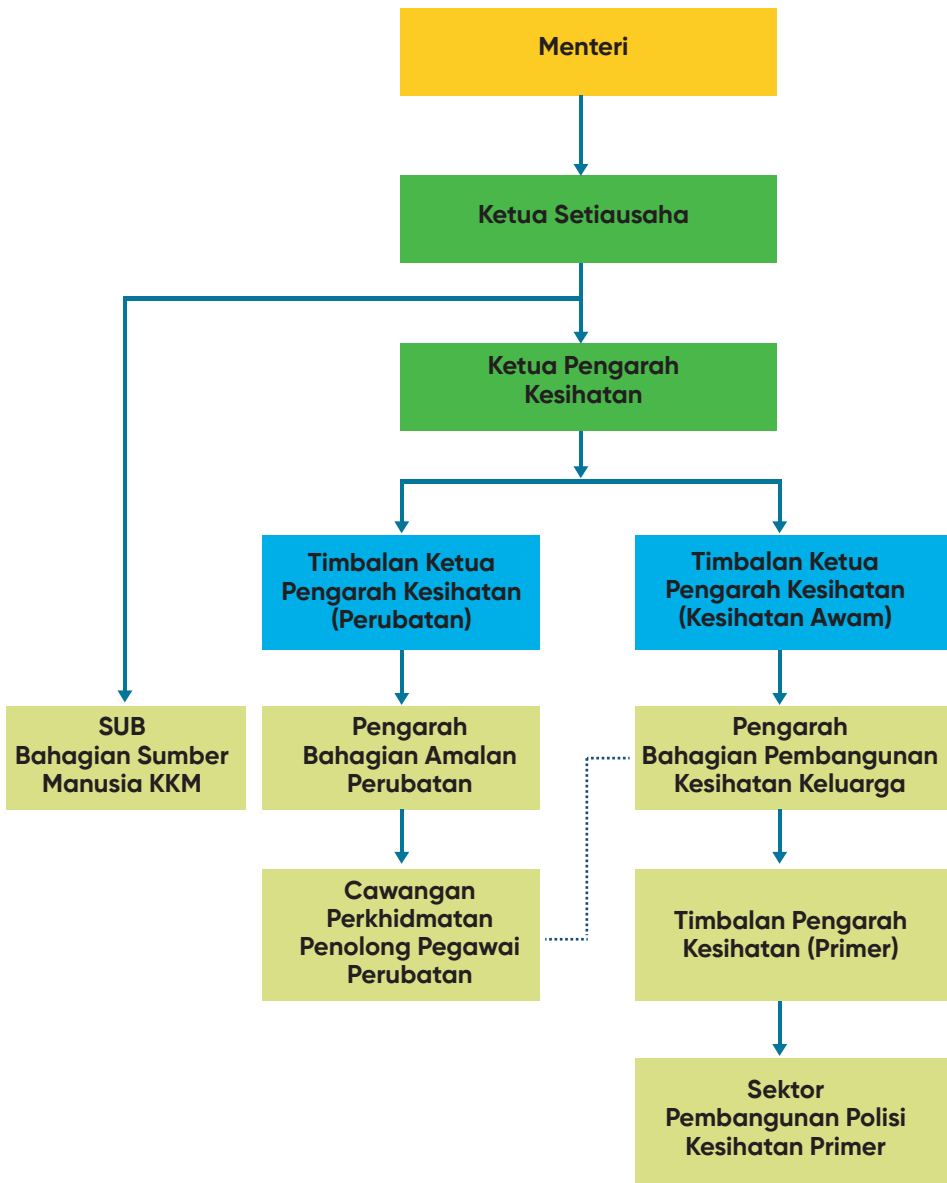 Menteri
Ketua Setiausaha
Ketua Pengarah
Kesihatan
Timbalan Ketua
Pengarah Kesihatan
(Perubatan)
Timbalan Ketua
Pengarah Kesihatan
(Kesihatan Awam)
SUB
Bahagian Sumber
Manusia KKM
Pengarah
Bahagian Amalan
Perubatan
Pengarah
Bahagian Pembangunan
Kesihatan Keluarga
Cawangan
Perkhidmatan
Penolong Pegawai
Perubatan
Timbalan Pengarah
Kesihatan (Primer)
Sektor
Pembangunan Polisi
Kesihatan Primer